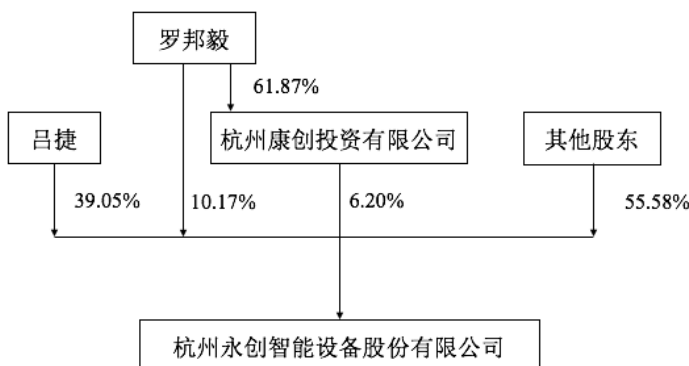 罗邦毅
61.87%
吕捷
杭州康创投资有限公司
其他股东
39.05%
10.17%
6.20%
55.58%
杭州永创智能设备股份有限公司